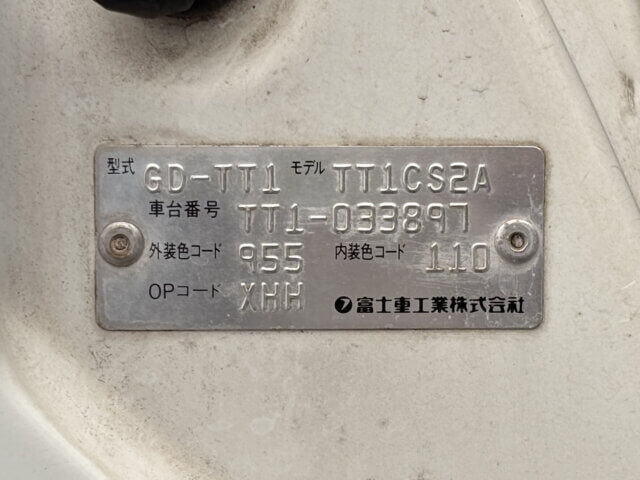 型式 GD-TT1 モデル TT1CS2A
車台番号 TT1-033897
外装色コード 955 内装色コード 110
OPコード XHH 富士重工業株式会社